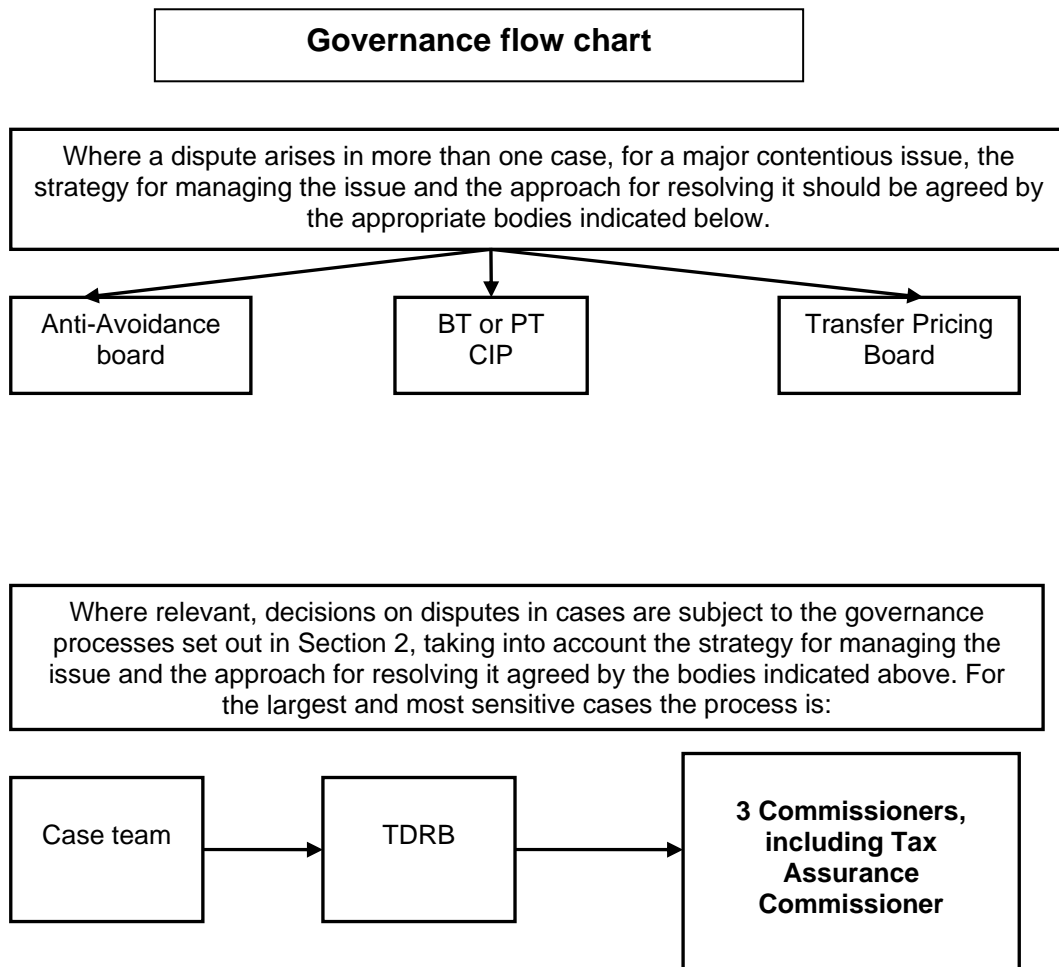 Governance flow chart
Where a dispute arises in more than one case, for a major contentious issue, the
strategy for managing the issue and the approach for resolving it should be agreed by
the appropriate bodies indicated below.
Anti-Avoidance
board
BT or PT
CIP
Transfer Pricing
Board
Where relevant, decisions on disputes in cases are subject to the governance
processes set out in Section 2, taking into account the strategy for managing the
issue and the approach for resolving it agreed by the bodies indicated above. For
the largest and most sensitive cases the process is:
Case team
TDRB
3 Commissioners,
including Tax
Assurance
Commissioner